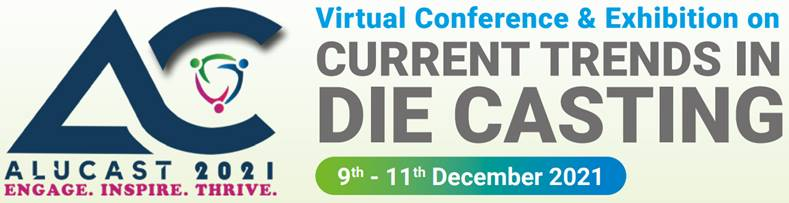 AC
ALUCAST 2021
ENGAGE. INSPIRE. THRIVE.
Virtual Conference & Exhibition on
CURRENT TRENDS IN
DIE CASTING
9th - 11th December 2021